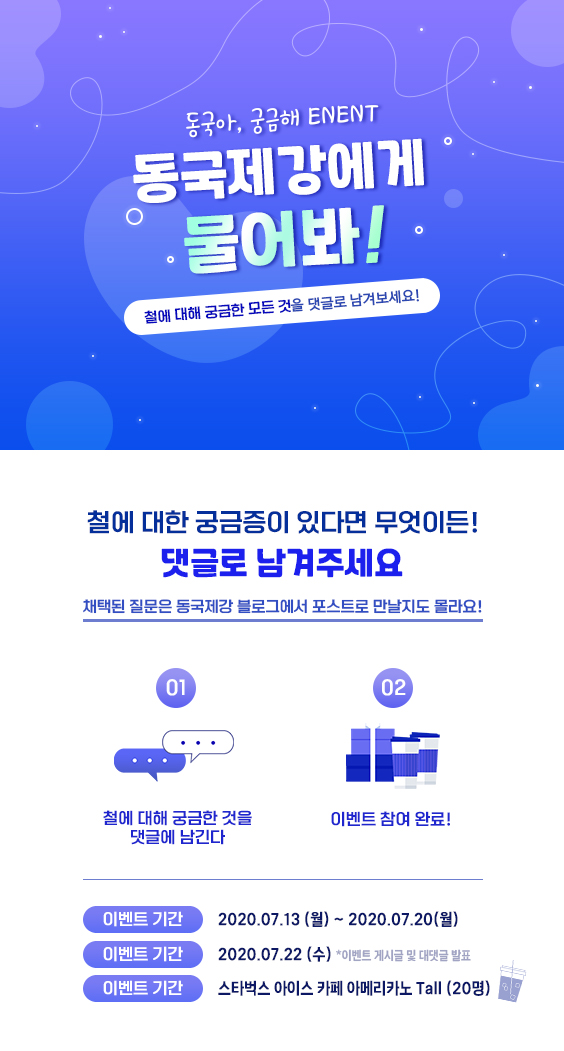 동국아, 궁금해 ENENT
동국제강에게
물어봐!
철에 대해 궁금한 모든 것을 댓글로 남겨보세요!
철에 대한 궁금증이 있다면 무엇이든!
댓글로 남겨주세요
채택된 질문은 동국제강 블로그에서 포스트로 만날지도 몰라요!
01
02
철에 대해 궁금한 것을
댓글에 남긴다
이벤트 참여 완료!
이벤트 기간 2020.07.13 (월) ~ 2020.07.20(월)
이벤트 기간 2020.07.22 (수) *이벤트 게시글 및 대댓글 발표
이벤트 기간 스타벅스 아이스 카페 아메리카노 Tall (20명)